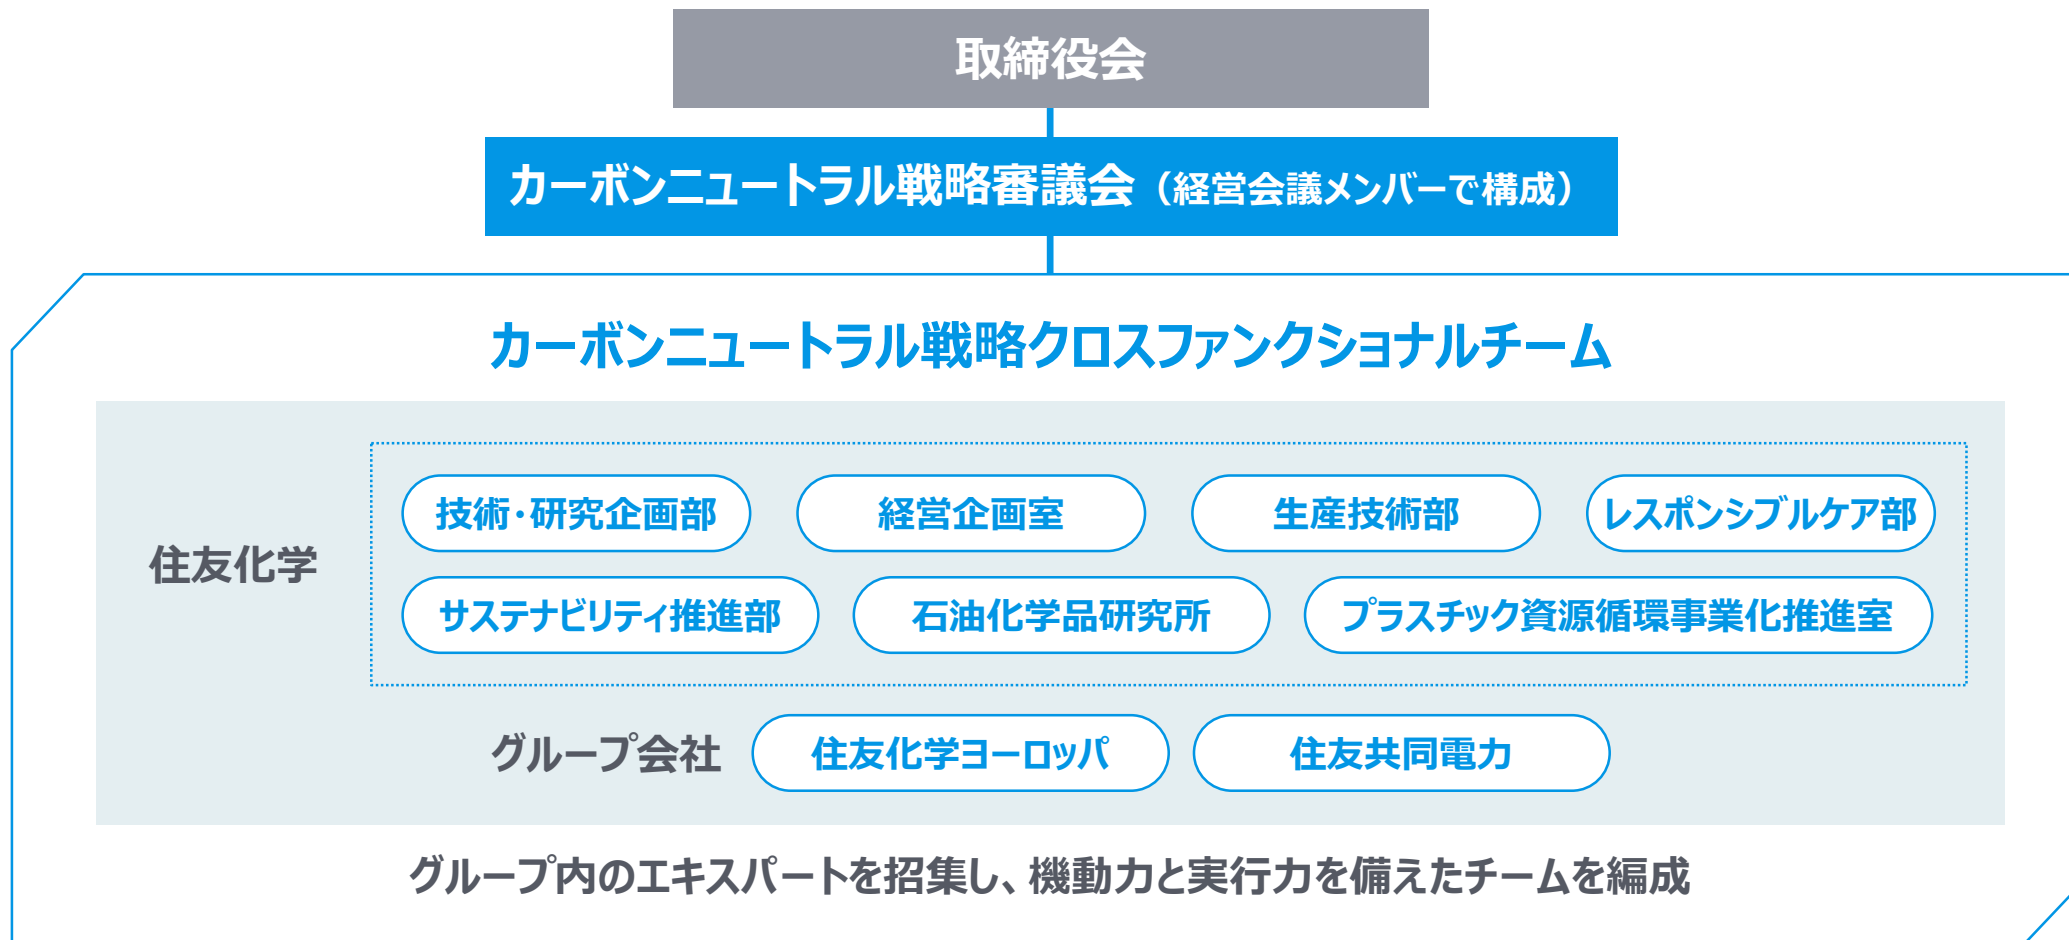 取締役会
カーボンニュートラル戦略審議会（経営会議メンバーで構成）
カーボンニュートラル戦略クロスファンクショナルチーム
住友化学
技術・研究企画部
経営企画室
生産技術部
レスポンシブルケア部
サステナビリティ推進部
石油化学品研究所
プラスチック資源循環事業化推進室
グループ会社
住友化学ヨーロッパ
住友共同電力
グループ内のエキスパートを招集し、機動力と実行力を備えたチームを編成